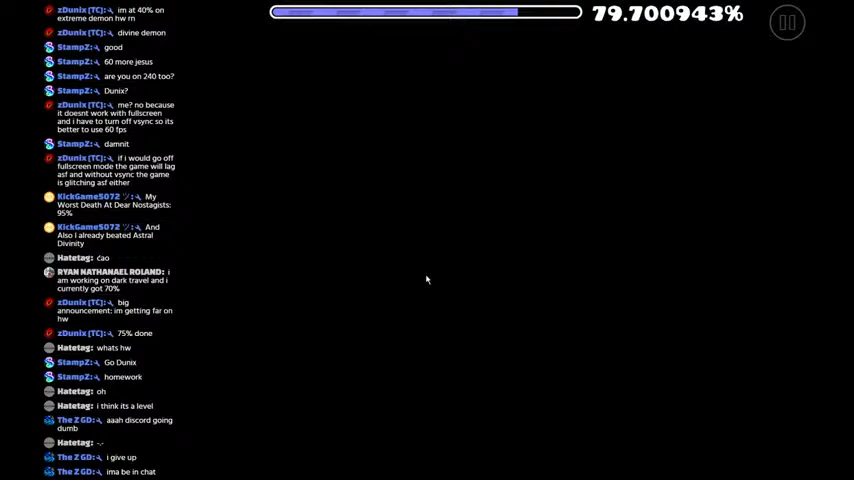 79.700943%
zDunix [TC]: im at 40% on
extreme demon hw rn
zDunix [TC]: divine demon
StampZ: good
StampZ: 60 more jesus
StampZ: are you on 240 too?
StampZ: Dunix?
zDunix [TC]: me? no because
it doesnt work with fullscreen
and i have to turn off vsync so its
better to use 60 fps
StampZ: damnit
zDunix [TC]: if i would go off
fullscreen mode the game will lag
asf and without vsync the game
is glitching asf either
KickGame5072 ツ: My
Worst Death At Dear Nostagists:
95%
KickGame5072 ツ: And
Also I already beated Astral
Divinity
Hatetag: ćao
RYAN NATHANAEL ROLAND: i
am working on dark travel and i
currently got 70%
zDunix [TC]: big
announcement: im getting far on
hw
zDunix [TC]: 75% done
Hatetag: whats hw
StampZ: Go Dunix
StampZ: homework
Hatetag: oh
Hatetag: i think its a level
The Z GD: aaah discord going
dumb
Hatetag: -.-
The Z GD: i give up
The Z GD: ima be in chat